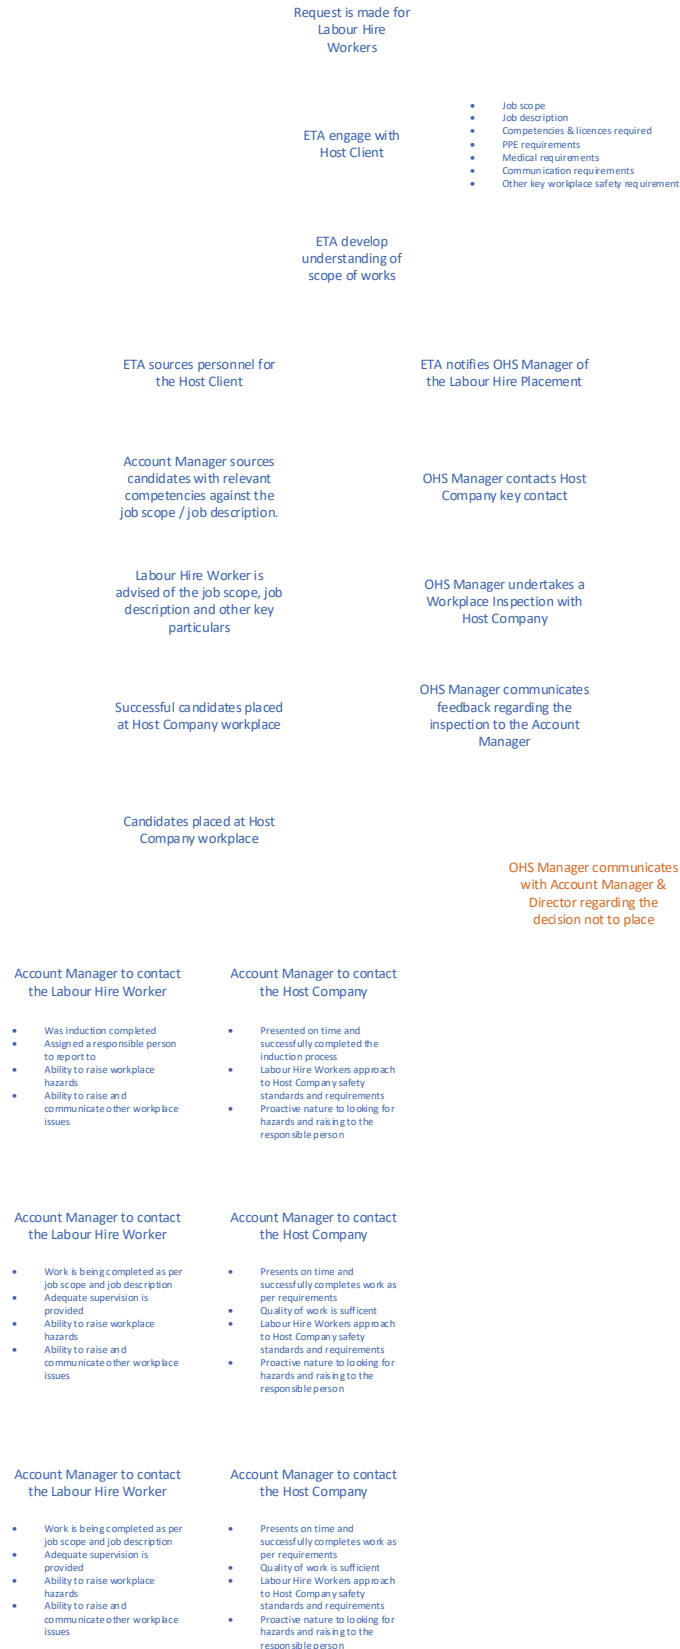 Request is made for
Labour Hire
Workers
ETA engage with
Host Client
• Job scope
• Job description
• Competencies & licences required
• PPE requirements
• Medical requirements
• Communication requirements
• Other key workplace safety requirement
ETA develop
understanding of
scope of works
ETA sources personnel for
the Host Client
ETA notifies OHS Manager of
the Labour Hire Placement
Account Manager sources
candidates with relevant
competencies against the
job scope / job description.
OHS Manager contacts Host
Company key contact
Labour Hire Worker is
advised of the job scope, job
description and other key
particulars
OHS Manager undertakes a
Workplace Inspection with
Host Company
Successful candidates placed
at Host Company workplace
OHS Manager communicates
feedback regarding the
inspection to the Account
Manager
Candidates placed at Host
Company workplace
OHS Manager communicates
with Account Manager &
Director regarding the
decision not to place
Account Manager to contact
the Labour Hire Worker
• Was induction completed
• Assigned a responsible person
to report to
• Ability to raise workplace
hazards
• Ability to raise and
communicate other workplace
issues
Account Manager to contact
the Host Company
• Presented on time and
successfully completed the
induction process
• Labour Hire Workers approach
to Host Company safety
standards and requirements
• Proactive nature to looking for
hazards and raising to the
responsible person
Account Manager to contact
the Labour Hire Worker
• Work is being completed as per
job scope and job description
• Adequate supervision is
provided
• Ability to raise workplace
hazards
• Ability to raise and
communicate other workplace
issues
Account Manager to contact
the Host Company
• Presents on time and
successfully completes work as
per requirements
• Quality of work is sufficent
• Labour Hire Workers approach
to Host Company safety
standards and requirements
• Proactive nature to looking for
hazards and raising to the
responsible person
Account Manager to contact
the Labour Hire Worker
• Work is being completed as per
job scope and job description
• Adequate supervision is
provided
• Ability to raise workplace
hazards
• Ability to raise and
communicate other workplace
issues
Account Manager to contact
the Host Company
• Presents on time and
successfully completes work as
per requirements
• Quality of work is sufficient
• Labour Hire Workers approach
to Host Company safety
standards and requirements
• Proactive nature to looking for
hazards and raising to the
responsible person